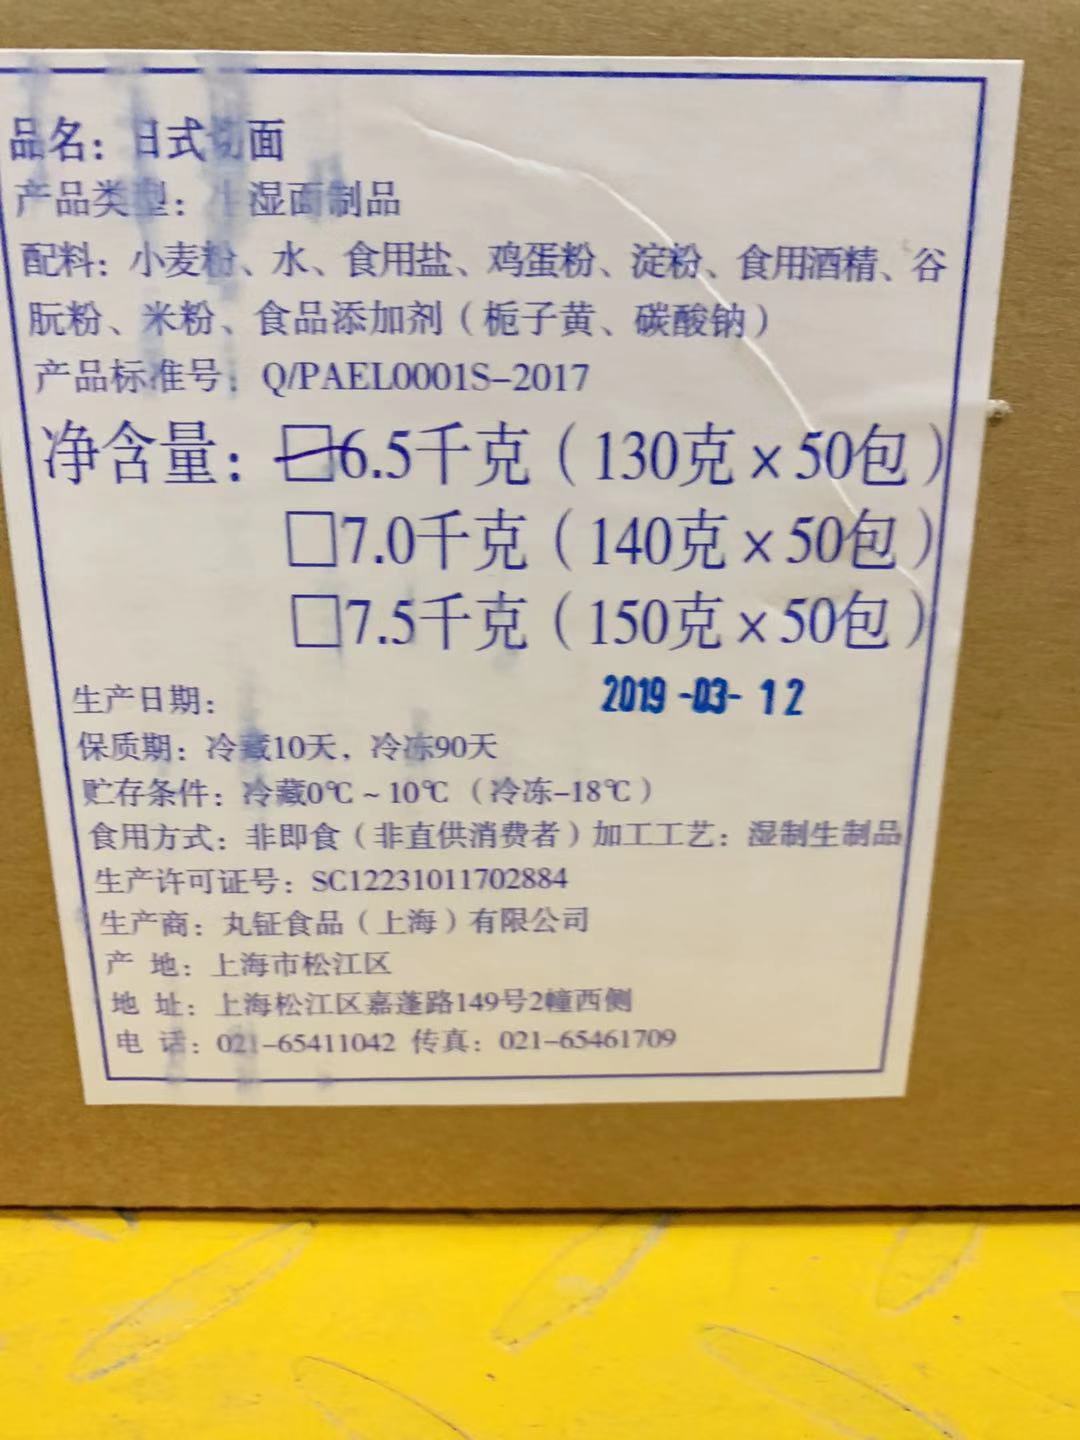 品名：日式切面
产品类型：生湿面制品
配料：小麦粉、水、食用盐、鸡蛋粉、淀粉、食用酒精、谷
朊粉、米粉、食品添加剂（栀子黄、碳酸钠）
产品标准号：Q/PAEL0001S-2017
净含量：□6.5千克（130克×50包）
□7.0千克（140克×50包）
□7.5千克（150克×50包）
生产日期：2019-03-12
保质期：冷藏10天，冷冻90天
贮存条件：冷藏0℃~10℃（冷冻-18℃）
食用方式：非即食（非直供消费者）加工工艺：湿制生制品
生产许可证号：SC12231011702884
生产商：丸钲食品（上海）有限公司
产 地：上海市松江区
地 址：上海松江区嘉蓬路149号2幢西侧
电 话：021-65411042 传真：021-65461709